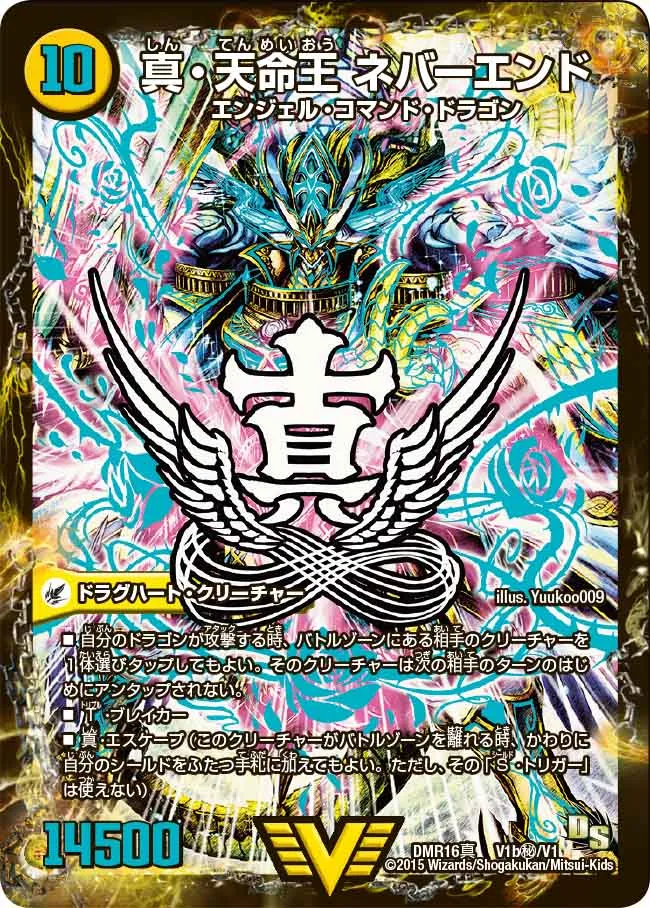 10
しん てんめいおう
真・天命王 ネバーエンド
エンジェル・コマンド・ドラゴン
真
ドラグハート・クリーチャー
illus. Yuukoo009
■自分のドラゴンが攻撃する時、バトルゾーンにある相手のクリーチャーを
1体選びタップしてもよい。そのクリーチャーは次の相手のターンのはじ
めにアンタップされない。
■T・ブレイカー
■真・エスケープ(このクリーチャーがバトルゾーンを離れる時、かわりに
自分のシールドをふたつ手札に加えてもよい。ただし、その「S・トリガー」
は使えない)
14500
V
DS
DMR16真 V1b㊙/V1
©2015 Wizards/Shogakukan/Mitsui-Kids